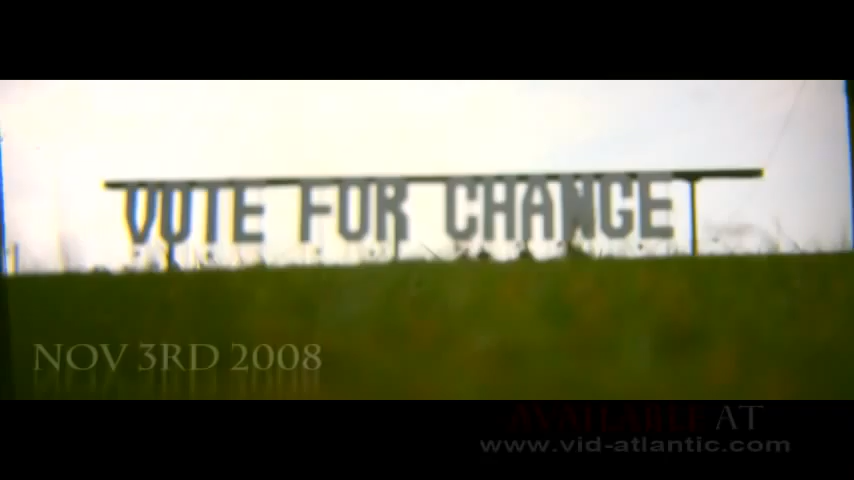 VOTE FOR CHANGE
NOV 3RD 2008
AVAILABLE AT
www.vid-atlantic.com